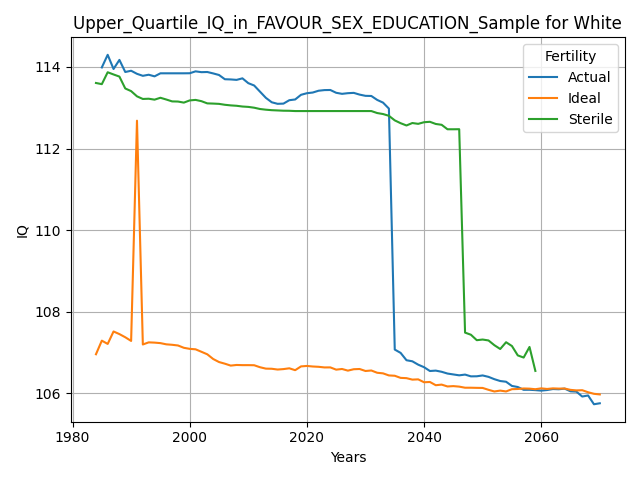 Upper_Quartile_IQ_in_FAVOUR_SEX_EDUCATION_Sample for White
Fertility
Actual
Ideal
Sterile
114
112
110
108
106
IQ
1980
2000
2020
2040
2060
Years